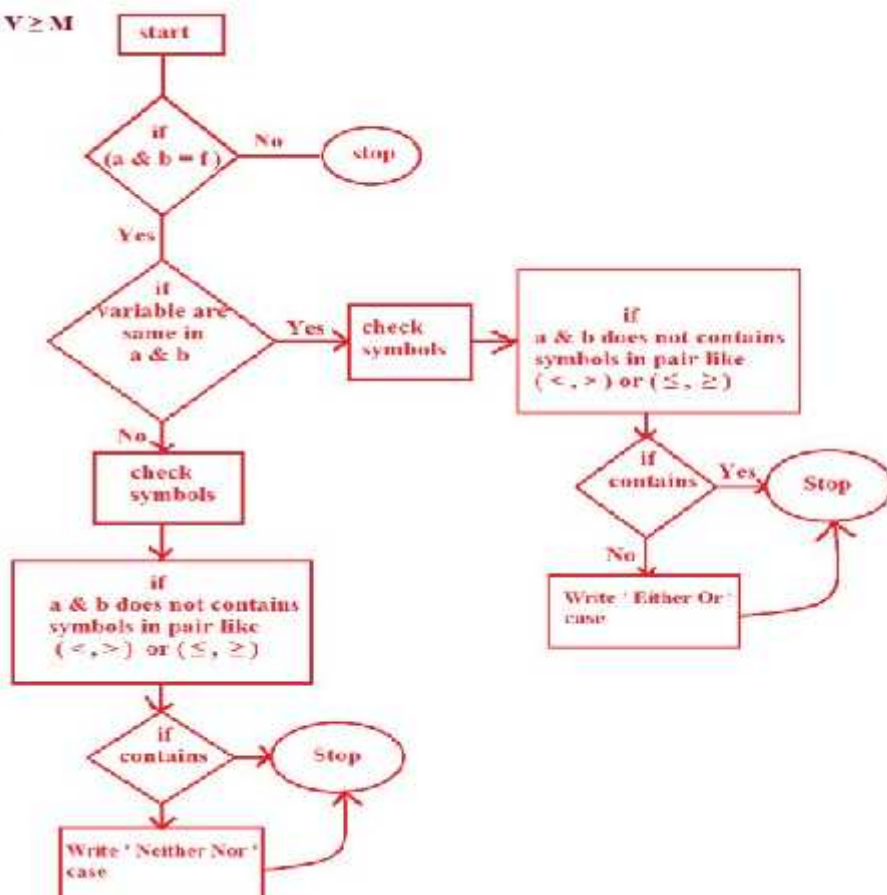 V ≥ M
start
if
(a & b = f)
No
stop
Yes
if
variable are
same in
a & b
Yes
check
symbols
if
a & b does not contains
symbols in pair like
( <, > ) or ( ≤, ≥ )
No
check
symbols
if
contains
Yes
Stop
No
Write ' Either Or '
case
if
a & b does not contains
symbols in pair like
( <, > ) or ( ≤, ≥ )
if
contains
Stop
Write ' Neither Nor '
case